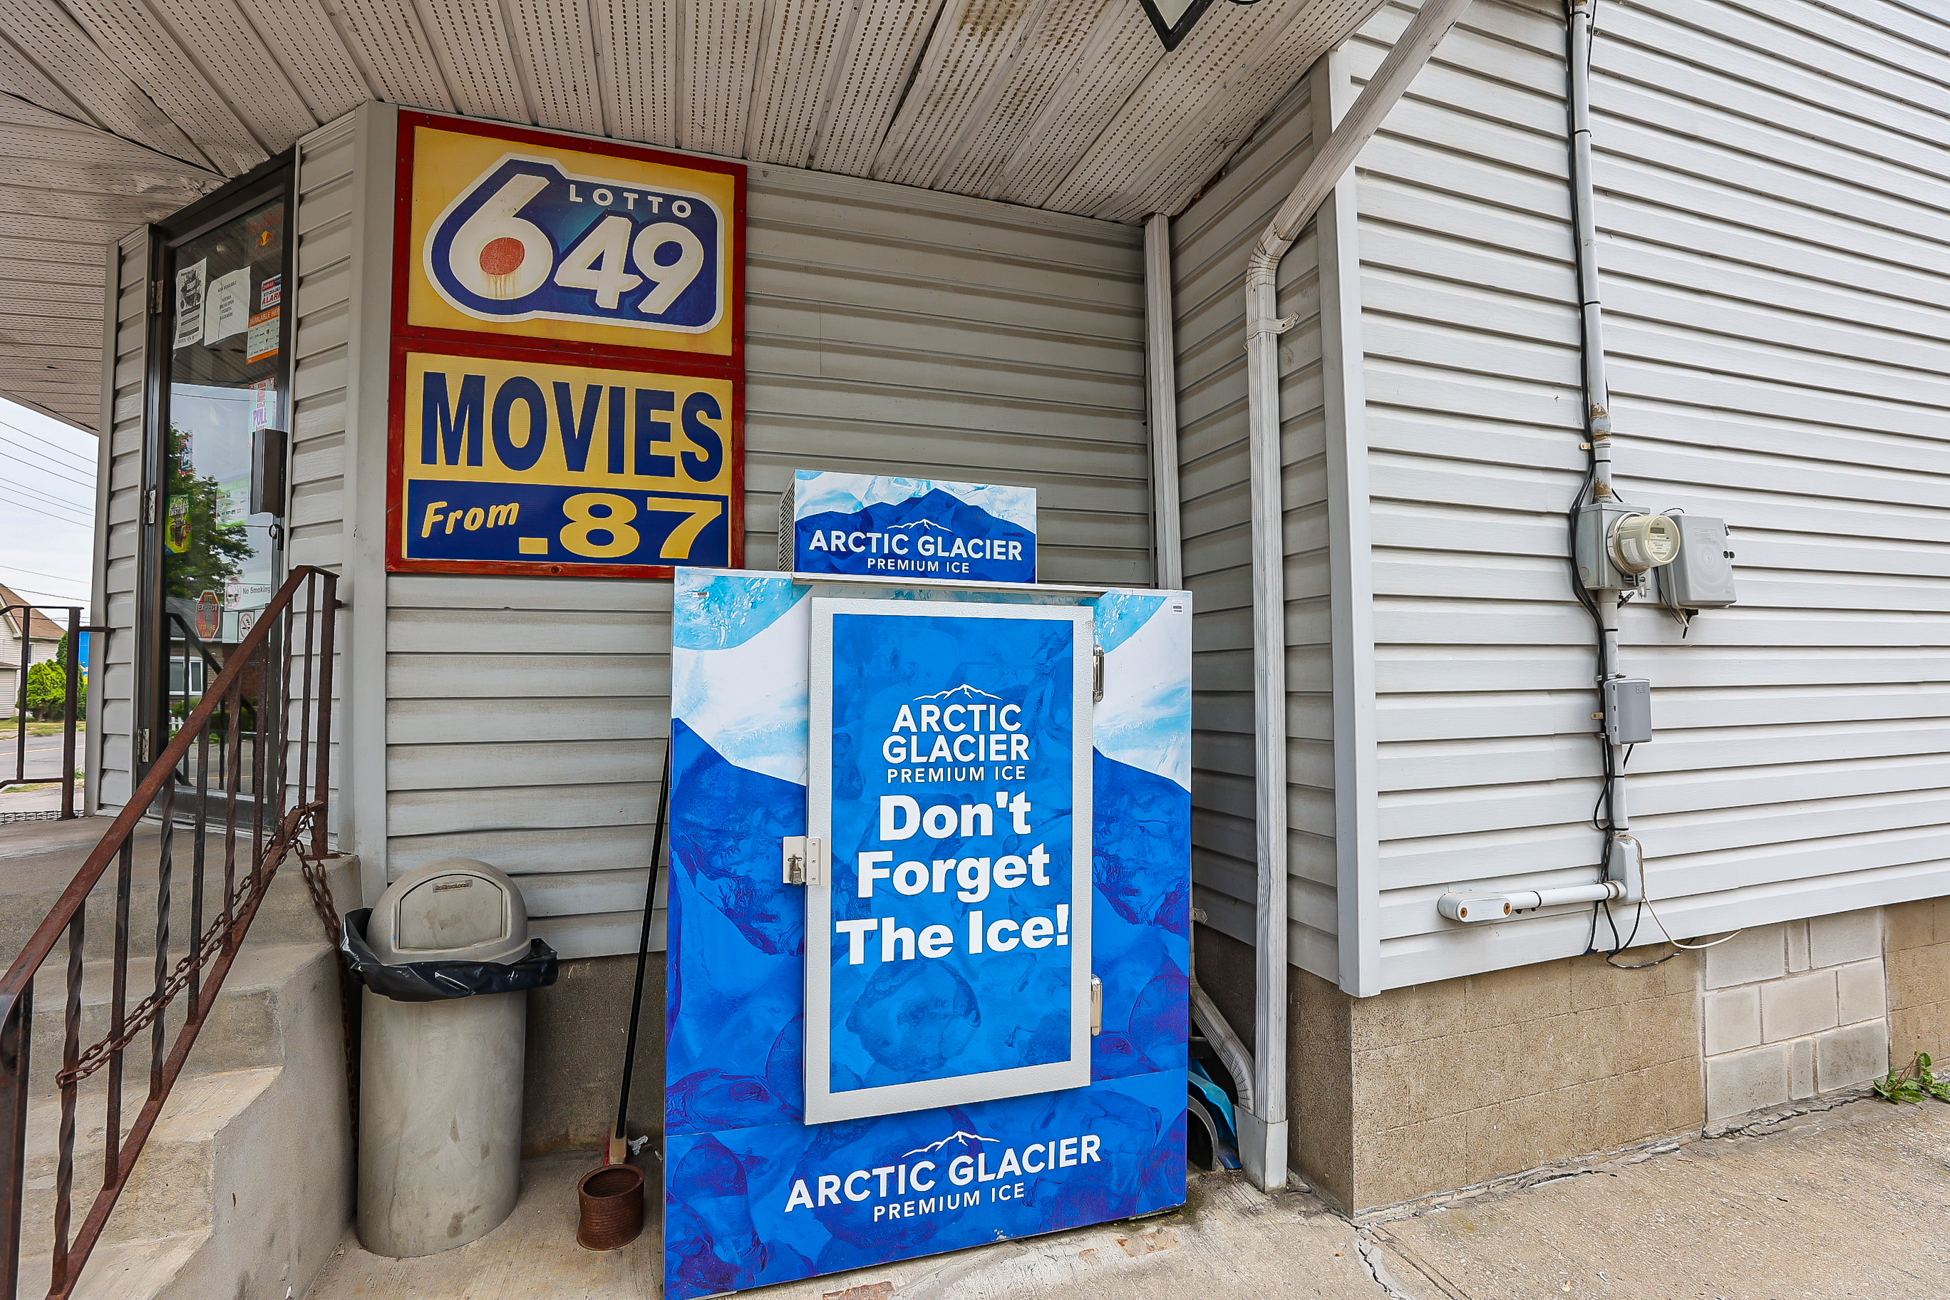 LOTTO
649
MOVIES
From .87
ARCTIC GLACIER
PREMIUM ICE
ARCTIC
GLACIER
PREMIUM ICE
Don't
Forget
The Ice!
ARCTIC GLACIER
PREMIUM ICE
PULL
No Smoking